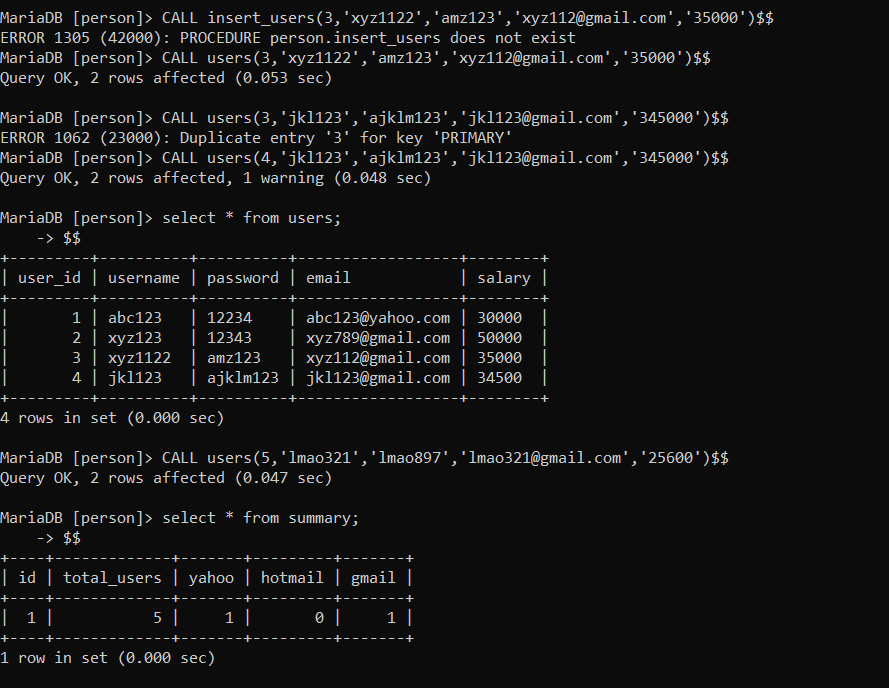 MariaDB [person]> CALL insert_users(3,'xyz1122','amz123','xyz112@gmail.com','35000')$$
ERROR 1305 (42000): PROCEDURE person.insert_users does not exist
MariaDB [person]> CALL users(3,'xyz1122','amz123','xyz112@gmail.com','35000')$$
Query OK, 2 rows affected (0.053 sec)

MariaDB [person]> CALL users(3,'jkl123','ajklm123','jkl123@gmail.com','345000')$$
ERROR 1062 (23000): Duplicate entry '3' for key 'PRIMARY'
MariaDB [person]> CALL users(4,'jkl123','ajklm123','jkl123@gmail.com','345000')$$
Query OK, 2 rows affected, 1 warning (0.048 sec)

MariaDB [person]> select * from users;
    -> $$
+---------+----------+----------+------------------+--------+
| user_id | username | password | email            | salary |
+---------+----------+----------+------------------+--------+
|       1 | abc123   | 12234    | abc123@yahoo.com | 30000  |
|       2 | xyz123   | 12343    | xyz789@gmail.com | 50000  |
|       3 | xyz1122  | amz123   | xyz112@gmail.com | 35000  |
|       4 | jkl123   | ajklm123 | jkl123@gmail.com | 34500  |
+---------+----------+----------+------------------+--------+
4 rows in set (0.000 sec)

MariaDB [person]> CALL users(5,'lmao321','lmao897','lmao321@gmail.com','25600')$$
Query OK, 2 rows affected (0.047 sec)

MariaDB [person]> select * from summary;
    -> $$
+----+-------------+-------+---------+-------+
| id | total_users | yahoo | hotmail | gmail |
+----+-------------+-------+---------+-------+
|  1 |           5 |     1 |       0 |     1 |
+----+-------------+-------+---------+-------+
1 row in set (0.000 sec)